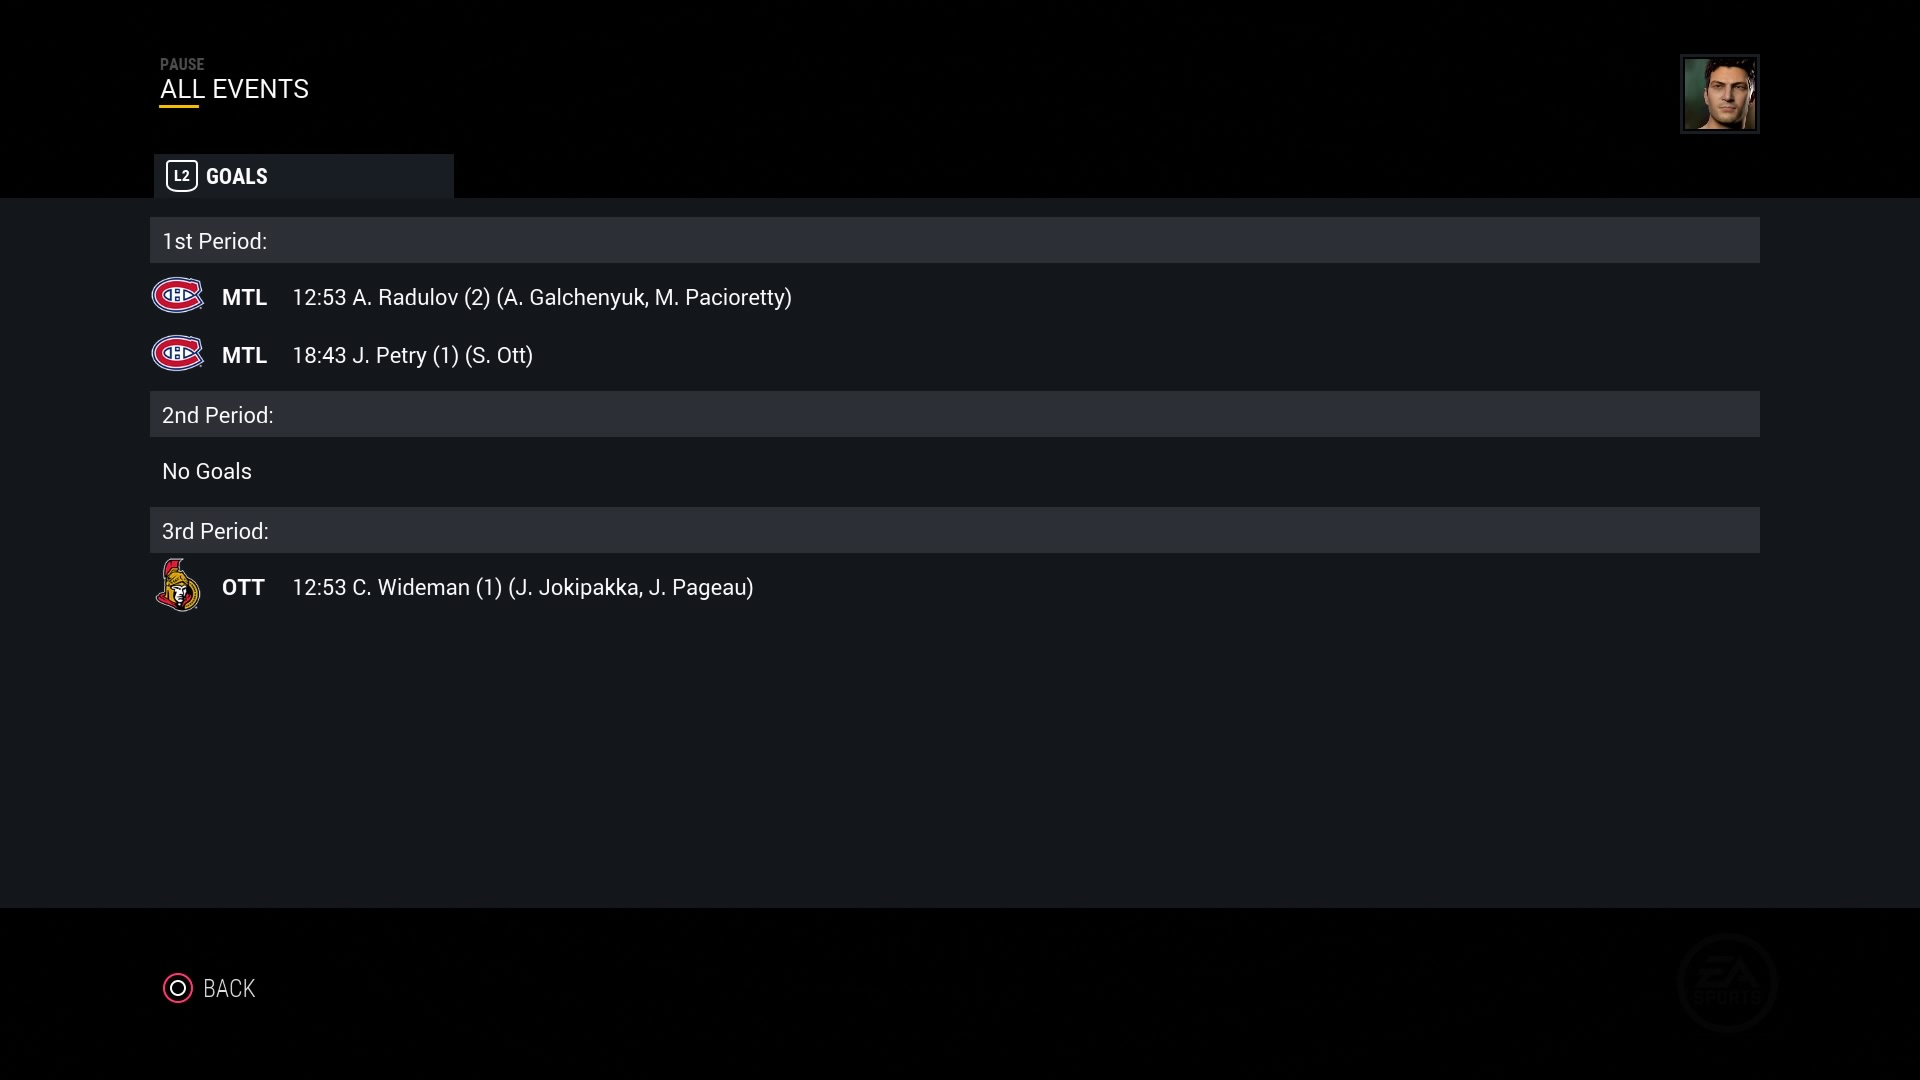 PAUSE
ALL EVENTS
L2 GOALS
1st Period:
MTL 12:53 A. Radulov (2) (A. Galchenyuk, M. Pacioretty)
MTL 18:43 J. Petry (1) (S. Ott)
2nd Period:
No Goals
3rd Period:
OTT 12:53 C. Wideman (1) (J. Jokipakka, J. Pageau)
BACK
EA
SPORTS